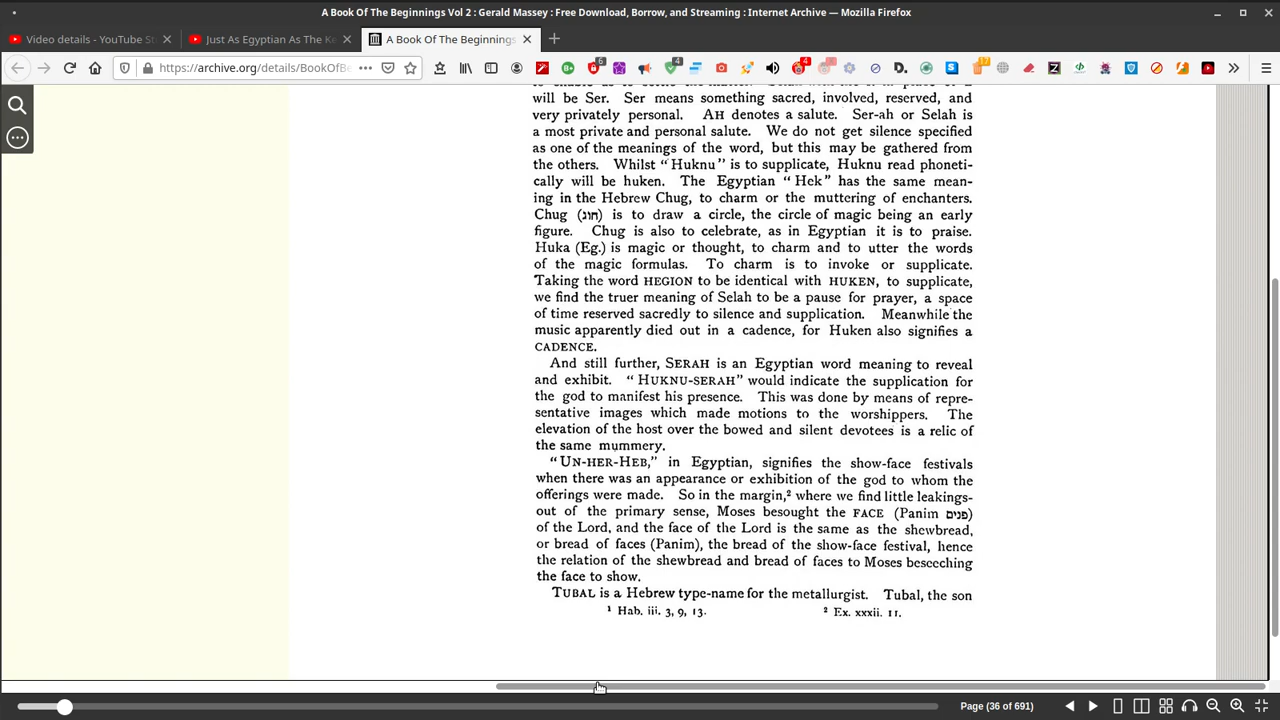 A Book Of The Beginnings Vol 2 : Gerald Massey : Free Download, Borrow, and Streaming : Internet Archive — Mozilla Firefox
Video details - YouTube St
Just As Egyptian As The Ke
A Book Of The Beginnings
https://archive.org/details/BookOfBe
will be Ser. Ser means something sacred, involved, reserved, and
very privately personal. AH denotes a salute. Ser-ah or Selah is
a most private and personal salute. We do not get silence specified
as one of the meanings of the word, but this may be gathered from
the others. Whilst "Huknu" is to supplicate, Huknu read phoneti-
cally will be huken. The Egyptian "Hek" has the same mean-
ing in the Hebrew Chug, to charm or the muttering of enchanters.
Chug (חוג) is to draw a circle, the circle of magic being an early
figure. Chug is also to celebrate, as in Egyptian it is to praise.
Huka (Eg.) is magic or thought, to charm and to utter the words
of the magic formulas. To charm is to invoke or supplicate.
Taking the word HEGION to be identical with HUKEN, to supplicate,
we find the truer meaning of Selah to be a pause for prayer, a space
of time reserved sacredly to silence and supplication. Meanwhile the
music apparently died out in a cadence, for Huken also signifies a
CADENCE.
And still further, SERAH is an Egyptian word meaning to reveal
and exhibit. "HUKNU-SERAH" would indicate the supplication for
the god to manifest his presence. This was done by means of repre-
sentative images which made motions to the worshippers. The
elevation of the host over the bowed and silent devotees is a relic of
the same mummery.
"UN-HER-HEB," in Egyptian, signifies the show-face festivals
when there was an appearance or exhibition of the god to whom the
offerings were made. So in the margin,² where we find little leakings-
out of the primary sense, Moses besought the FACE (Panim פנים)
of the Lord, and the face of the Lord is the same as the shewbread,
or bread of faces (Panim), the bread of the show-face festival, hence
the relation of the shewbread and bread of faces to Moses beseeching
the face to show.
TUBAL is a Hebrew type-name for the metallurgist. Tubal, the son
¹ Hab. iii. 3, 9, 13. ² Ex. xxxii. 11.
Page (36 of 691)